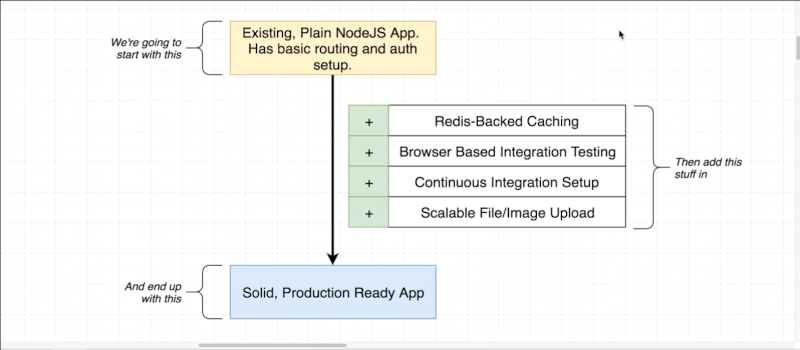 We're going to
start with this
Existing, Plain NodeJS App.
Has basic routing and auth
setup.
+ Redis-Backed Caching
+ Browser Based Integration Testing
+ Continuous Integration Setup
+ Scalable File/Image Upload
Then add this
stuff in
And end up
with this
Solid, Production Ready App